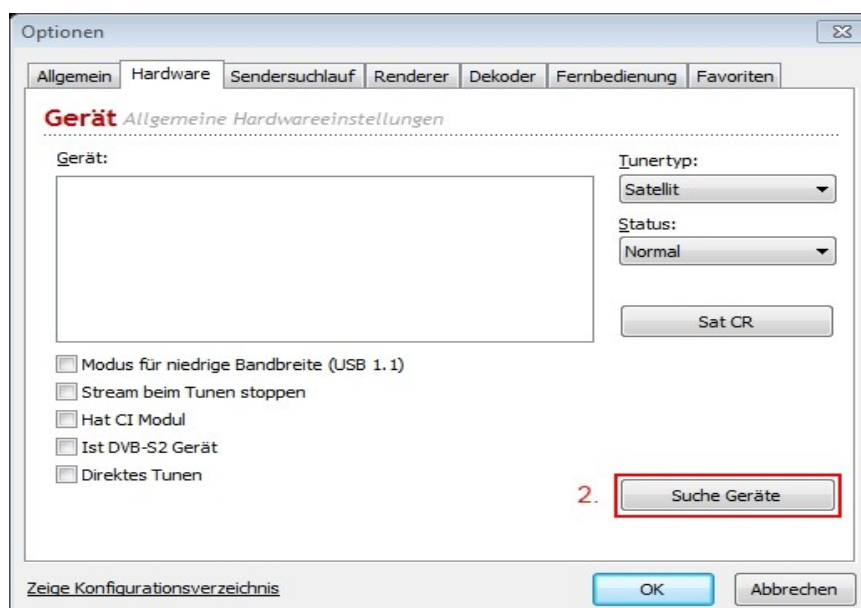 Optionen
Allgemein Hardware Sendersuchlauf Renderer Dekoder Fernbedienung Favoriten
Gerät Allgemeine Hardwareeinstellungen
Gerät:
Tunertyp:
Satellit
Status:
Normal
Sat CR
Modus für niedrige Bandbreite (USB 1.1)
Stream beim Tunen stoppen
Hat CI Modul
Ist DVB-S2 Gerät
Direktes Tunen
2. Suche Geräte
Zeige Konfigurationsverzeichnis OK Abbrechen